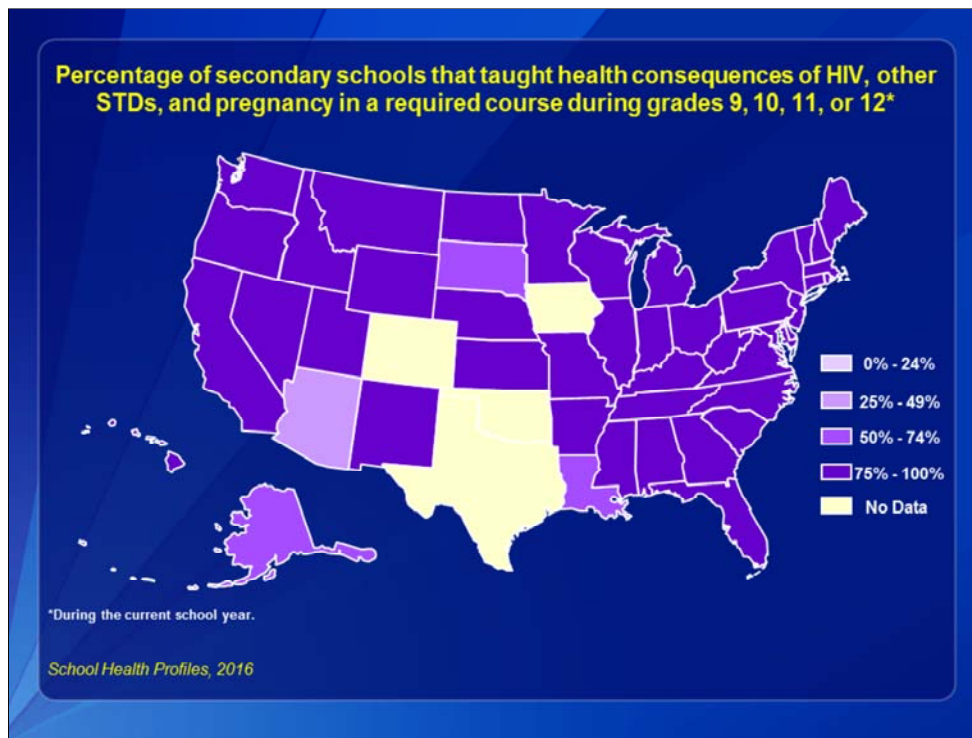 Percentage of secondary schools that taught health consequences of HIV, other
STDs, and pregnancy in a required course during grades 9, 10, 11, or 12*
0% - 24%
25% - 49%
50% - 74%
75% - 100%
No Data
*During the current school year.
School Health Profiles, 2016